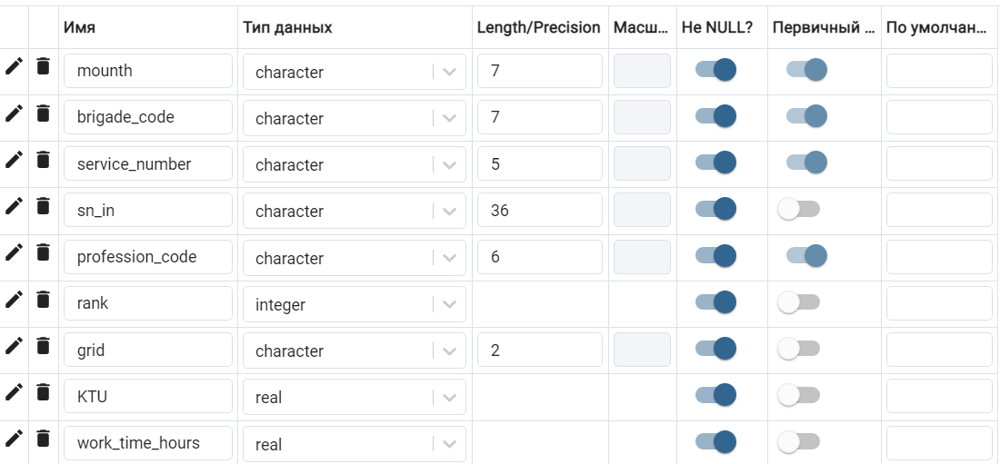 Имя Тип данных Length/Precision Масш... Не NULL? Первичный ... По умолчан...
mounth character 7
brigade_code character 7
service_number character 5
sn_in character 36
profession_code character 6
rank integer
grid character 2
KTU real
work_time_hours real